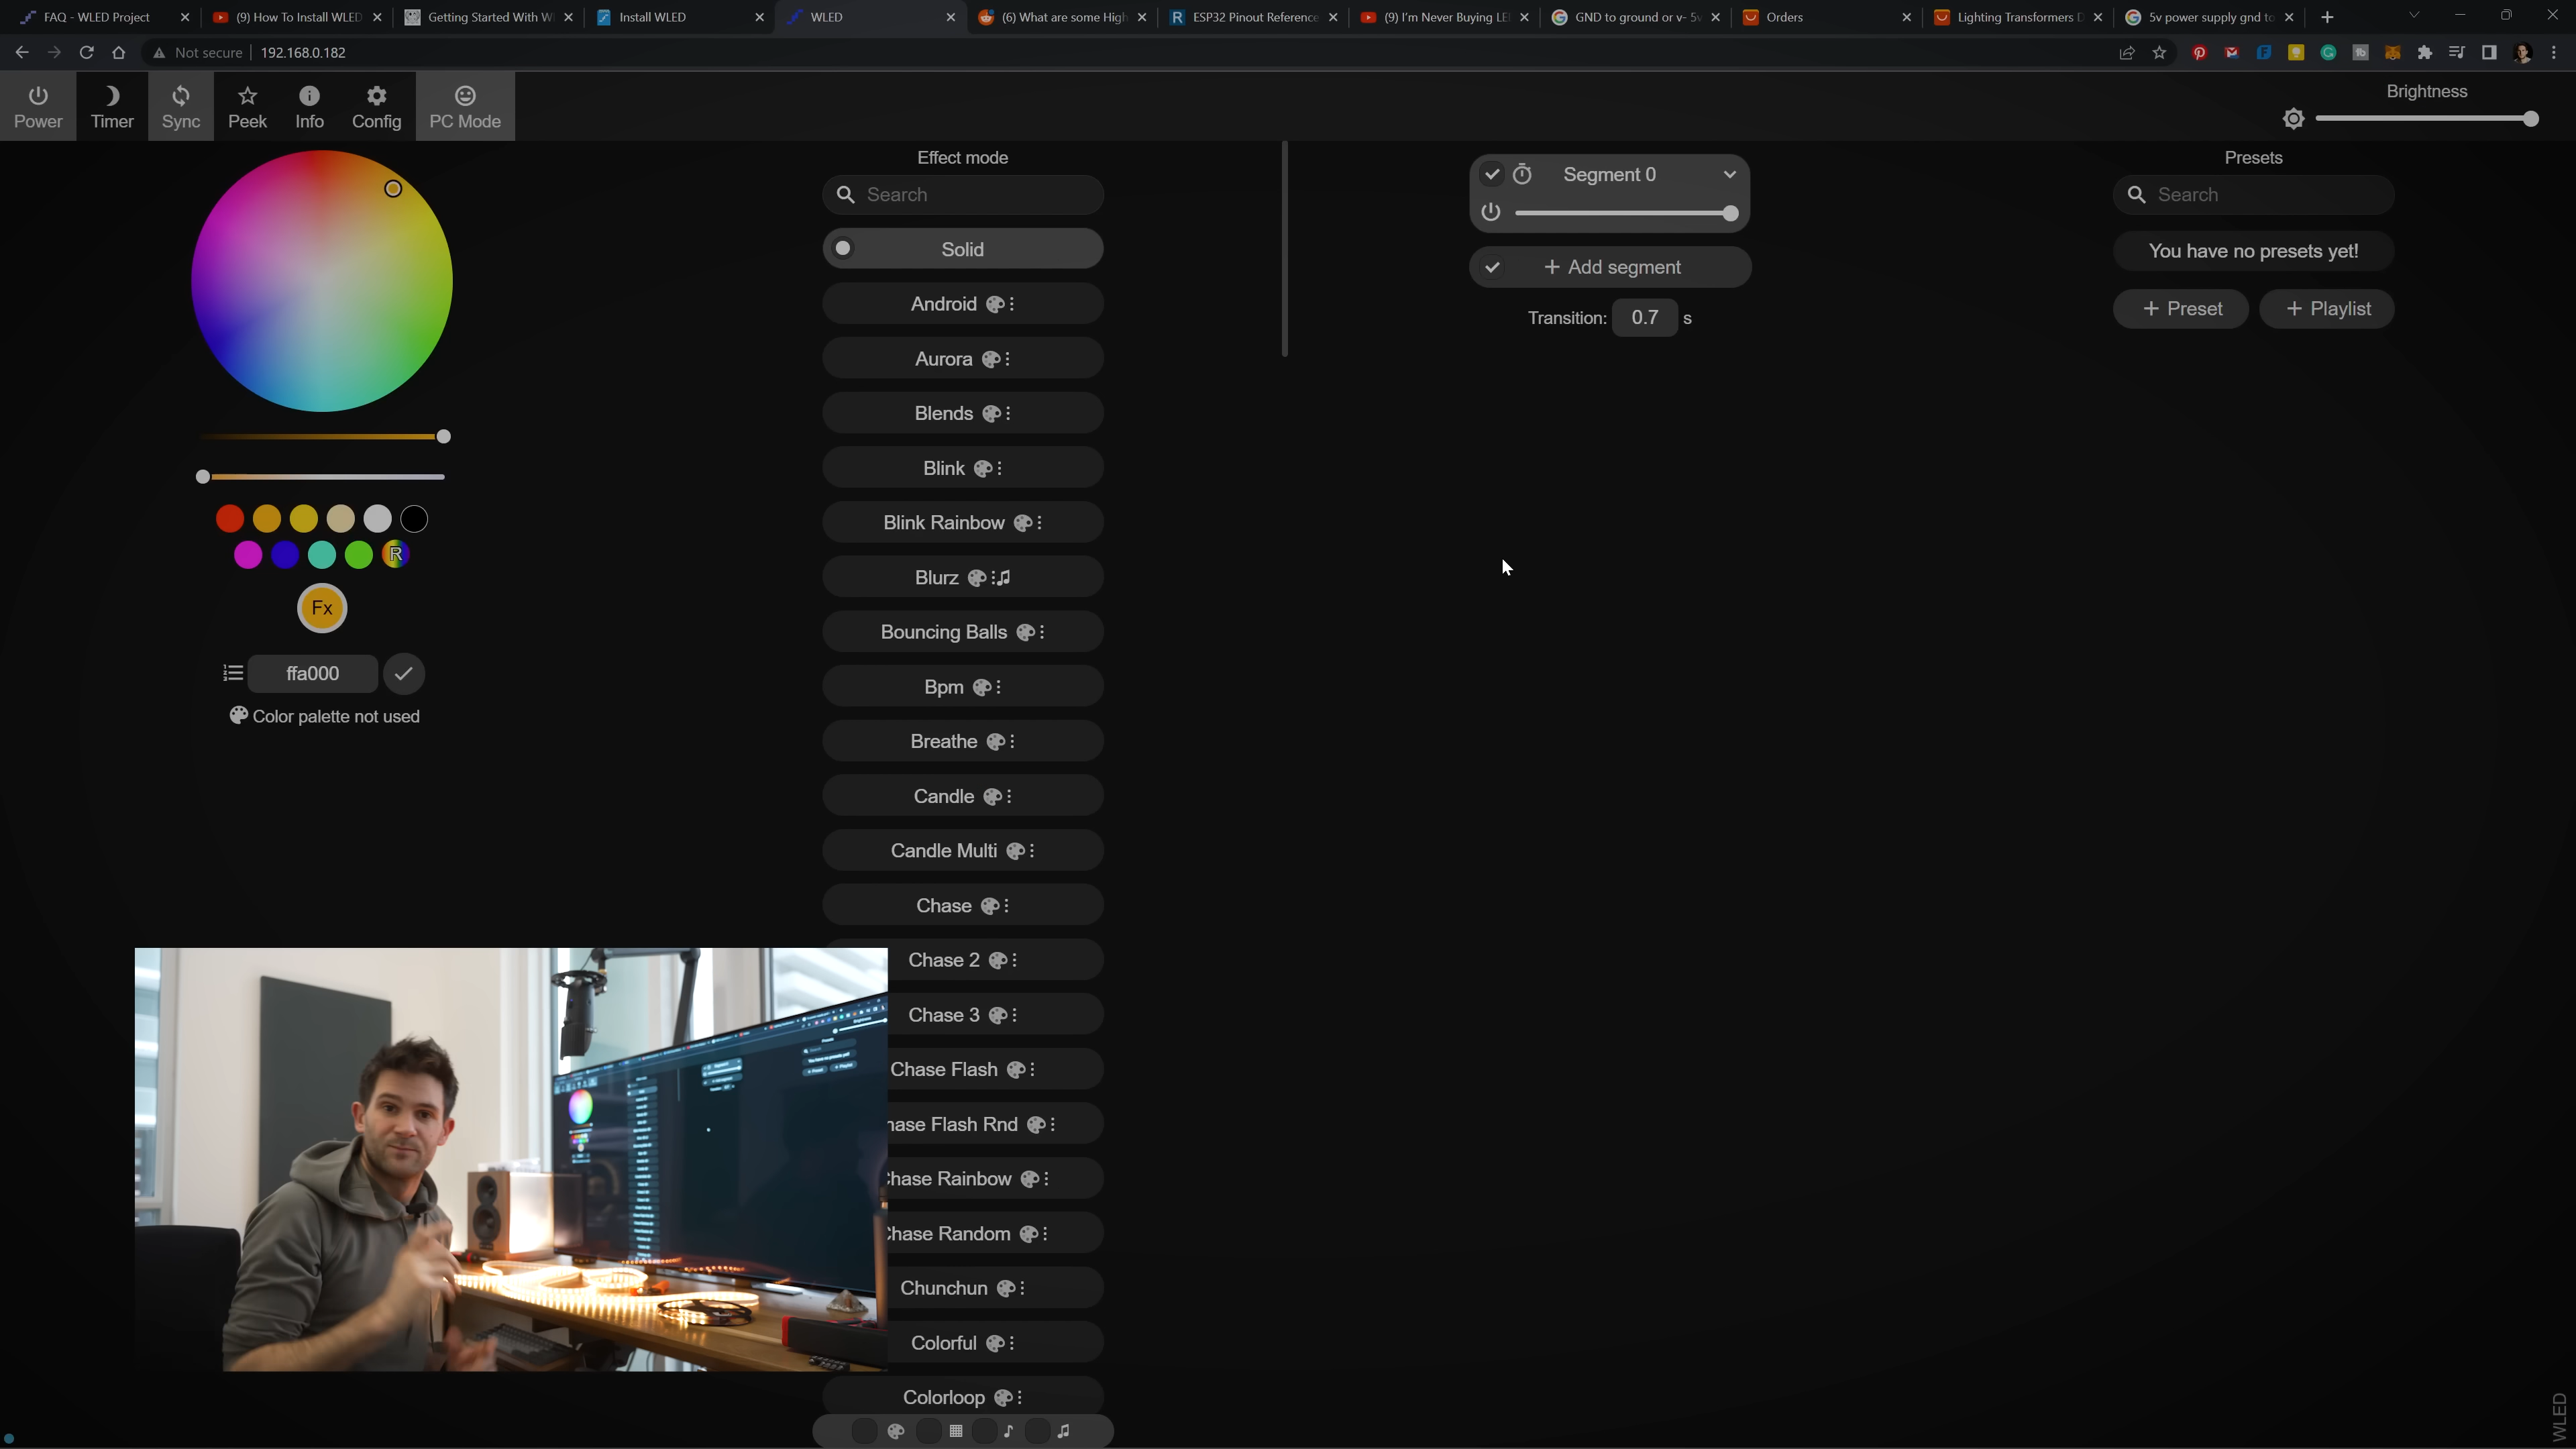 FAQ - WLED Project
(9) How To Install WLED
Getting Started With W
Install WLED
WLED
(6) What are some High
ESP32 Pinout Reference
(9) I'm Never Buying LE
GND to ground or v- 5v
Orders
Lighting Transformers D
5v power supply gnd to
Not secure
192.168.0.182
Power
Timer
Sync
Peek
Info
Config
PC Mode
Brightness
Effect mode
Search
Solid
Android
Aurora
Blends
Blink
Blink Rainbow
Blurz
Bouncing Balls
Bpm
Breathe
Candle
Candle Multi
Chase
Chase 2
Chase 3
Chase Flash
hase Flash Rnd
Chase Rainbow
Chase Random
Chunchun
Colorful
Colorloop
R
Fx
ffa000
Color palette not used
Segment 0
+ Add segment
Transition: 0.7 s
Presets
Search
You have no presets yet!
+ Preset
+ Playlist
WLED